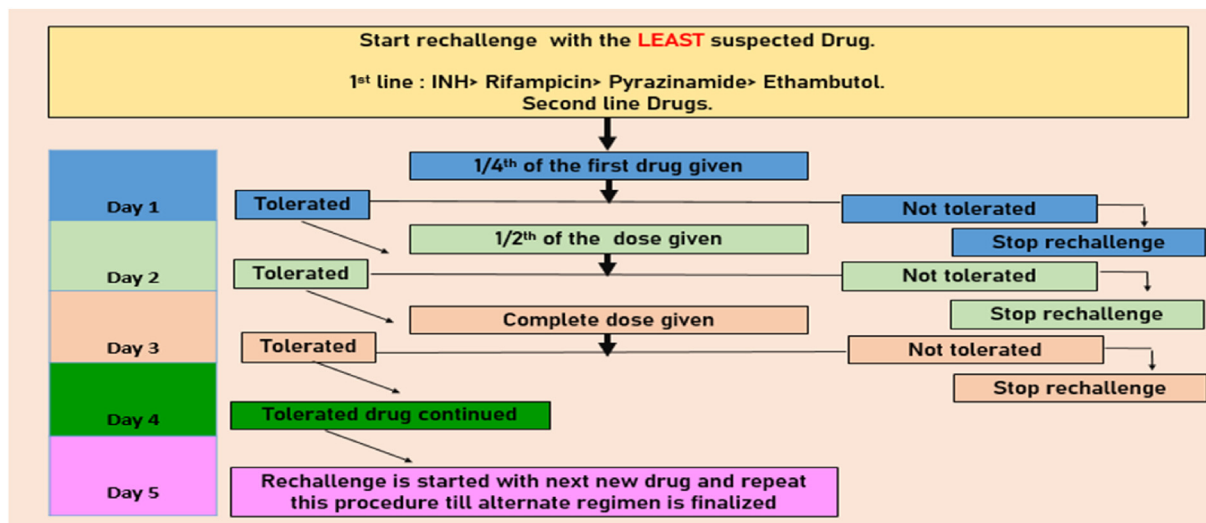 Start rechallenge with the LEAST suspected Drug.
1st line : INH> Rifampicin> Pyrazinamide> Ethambutol.
Second line Drugs.
1/4th of the first drug given
Day 1
Tolerated
Not tolerated
Stop rechallenge
1/2th of the dose given
Day 2
Tolerated
Not tolerated
Stop rechallenge
Complete dose given
Day 3
Tolerated
Not tolerated
Stop rechallenge
Day 4
Tolerated drug continued
Day 5
Rechallenge is started with next new drug and repeat
this procedure till alternate regimen is finalized